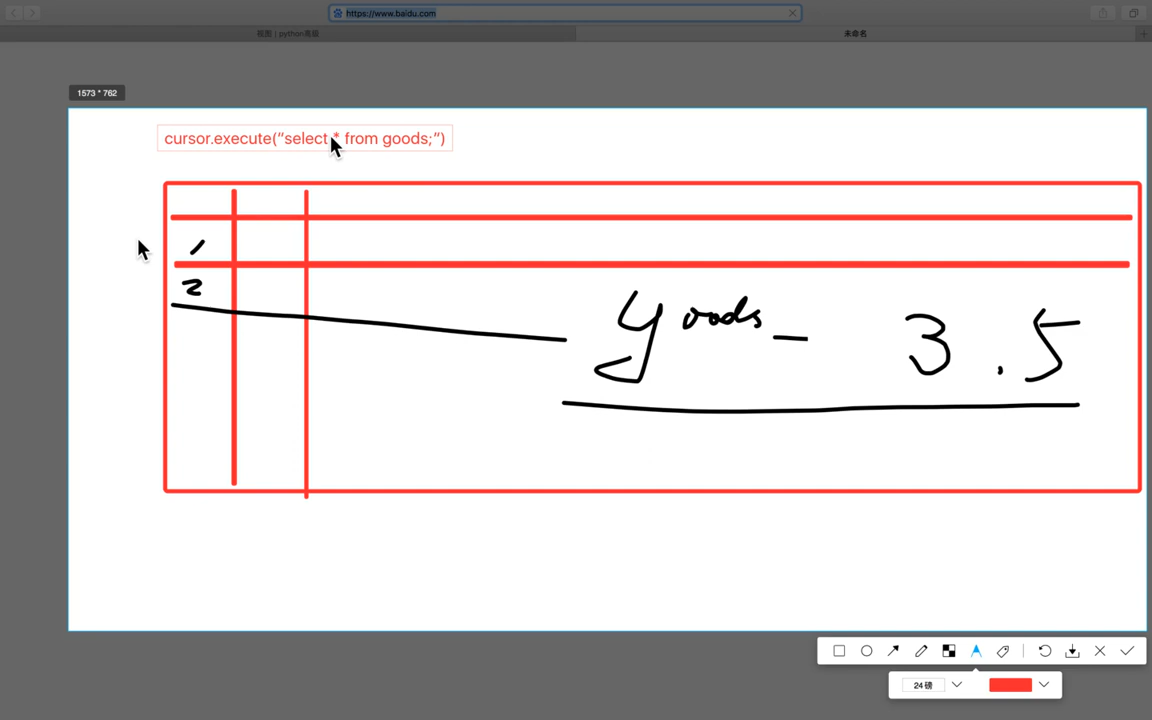 https://www.baidu.com
视图 | python高级
未命名
1573 * 762
cursor.execute("select * from goods;")
1
2
goods - 3.5
24磅